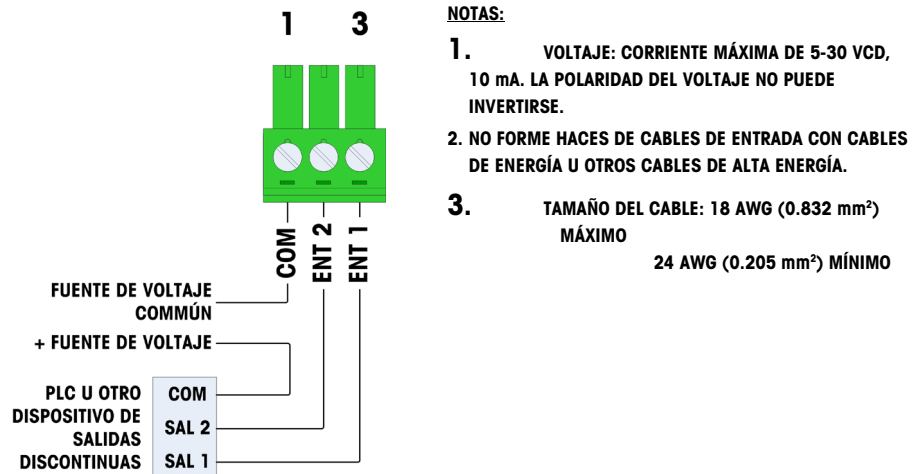 1 3
COM
ENT 2
ENT 1
FUENTE DE VOLTAJE
COMMÚN
+ FUENTE DE VOLTAJE
PLC U OTRO
DISPOSITIVO DE
SALIDAS
DISCONTINUAS
COM
SAL 2
SAL 1
NOTAS:
1. VOLTAJE: CORRIENTE MÁXIMA DE 5-30 VCD,
10 mA. LA POLARIDAD DEL VOLTAJE NO PUEDE
INVERTIRSE.
2. NO FORME HACES DE CABLES DE ENTRADA CON CABLES
DE ENERGÍA U OTROS CABLES DE ALTA ENERGÍA.
3. TAMAÑO DEL CABLE: 18 AWG (0.832 mm²)
MÁXIMO
24 AWG (0.205 mm²) MÍNIMO